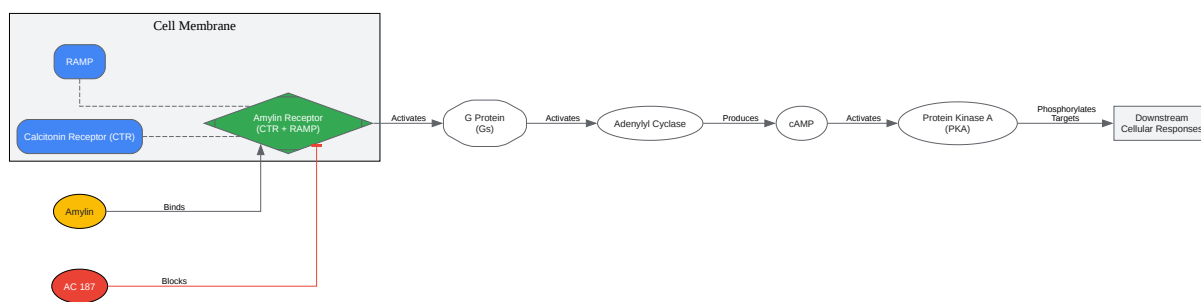 Cell Membrane
RAMP
Calcitonin Receptor (CTR)
Amylin Receptor
(CTR + RAMP)
Activates
G Protein
(Gs)
Activates
Adenylyl Cyclase
Produces
cAMP
Activates
Protein Kinase A
(PKA)
Phosphorylates
Targets
Downstream
Cellular Responses
Amylin
Binds
AC 187
Blocks